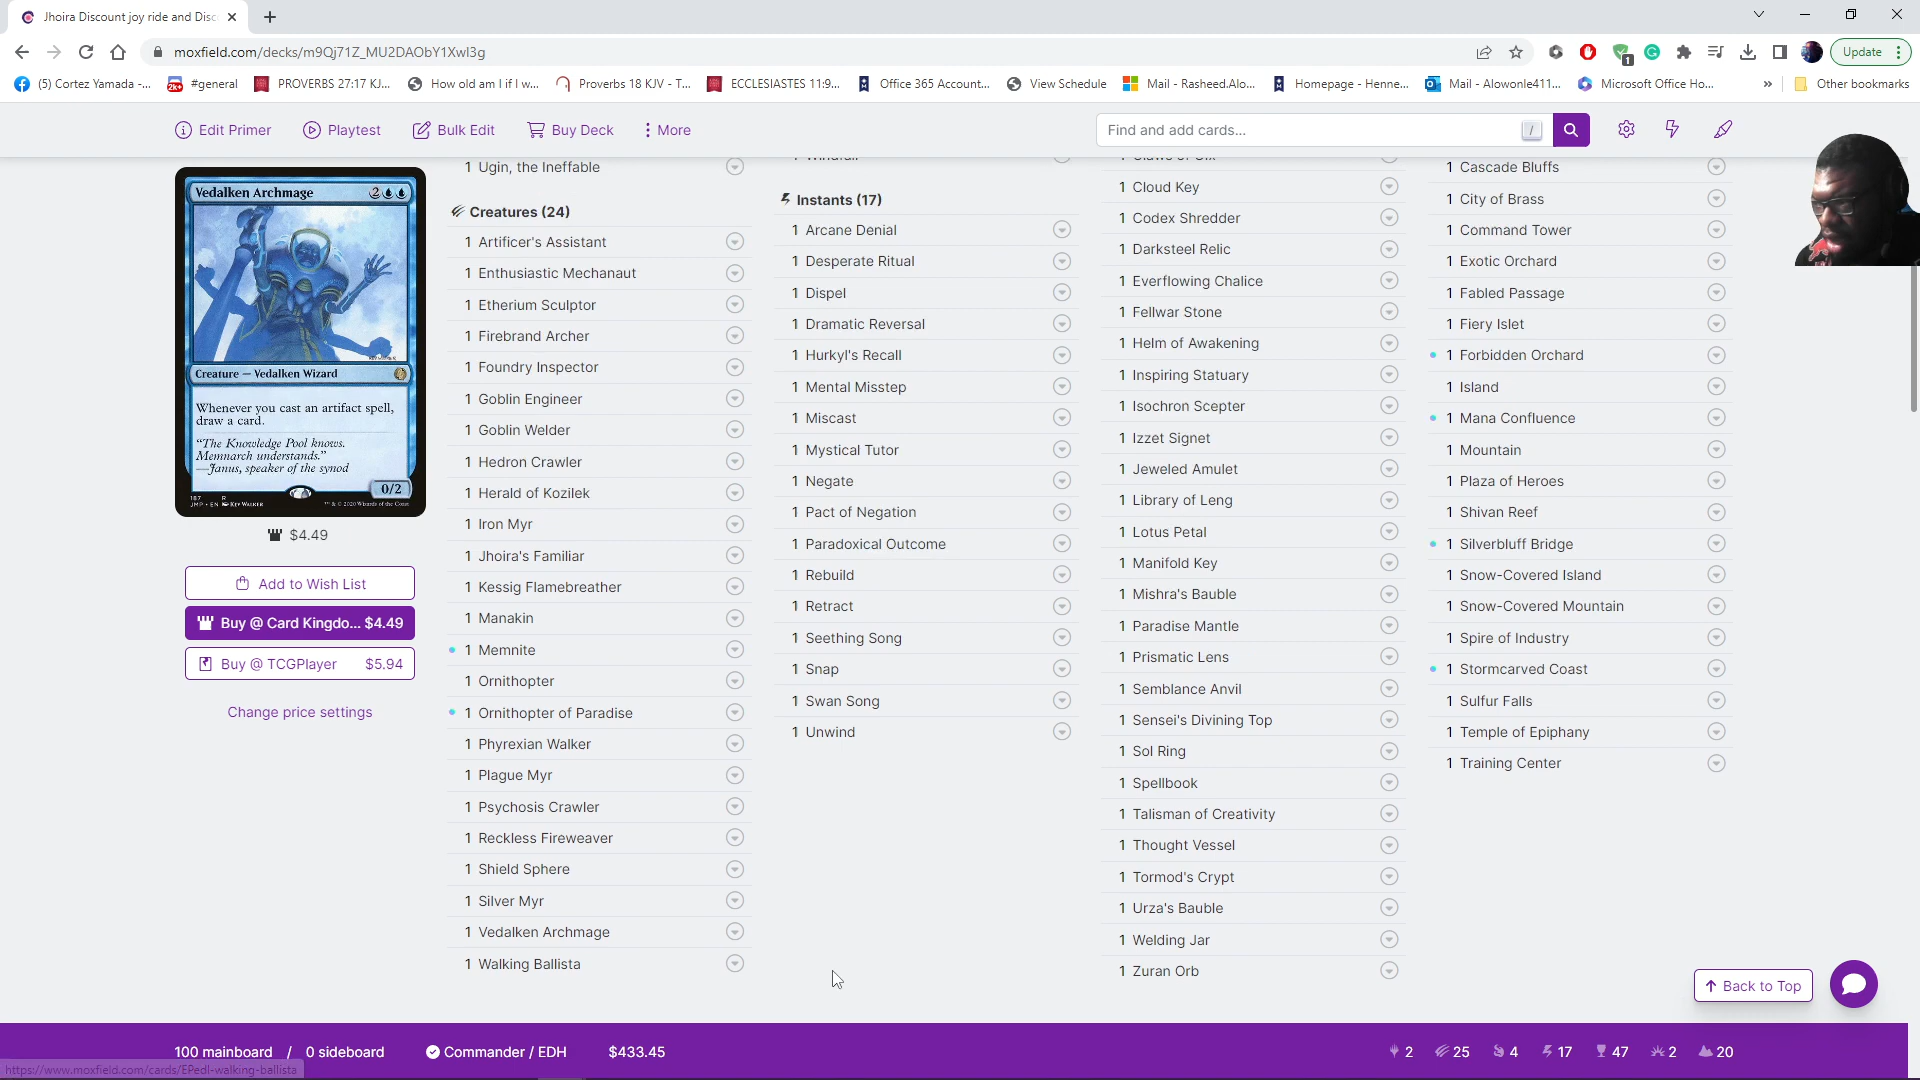 Jhoira Discount joy ride and Disc
moxfield.com/decks/m9Qj71Z_MU2DAObY1Xwl3g
1
Update
(5) Cortez Yamada -...
2k+
#general
PROVERBS 27:17 KJ...
How old am I if I w...
Proverbs 18 KJV - T...
ECCLESIASTES 11:9...
Office 365 Account...
View Schedule
Mail - Rasheed.Alo...
Homepage - Henne...
Mail - Alowonle411...
Microsoft Office Ho...
»
Other bookmarks
Edit Primer
Playtest
Bulk Edit
Buy Deck
More
Find and add cards...
/
Vedalken Archmage
2
Creature — Vedalken Wizard
Whenever you cast an artifact spell,
draw a card.
"The Knowledge Pool knows.
Memnarch understands."
—Janus, speaker of the synod
0/2
187 R
JMP • EN KEV WALKER
™ & © 2020 Wizards of the Coast
$4.49
Add to Wish List
Buy @ Card Kingdo... $4.49
Buy @ TCGPlayer $5.94
Change price settings
1 Ugin, the Ineffable
Creatures (24)
1 Artificer's Assistant
1 Enthusiastic Mechanaut
1 Etherium Sculptor
1 Firebrand Archer
1 Foundry Inspector
1 Goblin Engineer
1 Goblin Welder
1 Hedron Crawler
1 Herald of Kozilek
1 Iron Myr
1 Jhoira's Familiar
1 Kessig Flamebreather
1 Manakin
1 Memnite
1 Ornithopter
1 Ornithopter of Paradise
1 Phyrexian Walker
1 Plague Myr
1 Psychosis Crawler
1 Reckless Fireweaver
1 Shield Sphere
1 Silver Myr
1 Vedalken Archmage
1 Walking Ballista
1 Windfall
Instants (17)
1 Arcane Denial
1 Desperate Ritual
1 Dispel
1 Dramatic Reversal
1 Hurkyl's Recall
1 Mental Misstep
1 Miscast
1 Mystical Tutor
1 Negate
1 Pact of Negation
1 Paradoxical Outcome
1 Rebuild
1 Retract
1 Seething Song
1 Snap
1 Swan Song
1 Unwind
1 Claws of Gix
1 Cloud Key
1 Codex Shredder
1 Darksteel Relic
1 Everflowing Chalice
1 Fellwar Stone
1 Helm of Awakening
1 Inspiring Statuary
1 Isochron Scepter
1 Izzet Signet
1 Jeweled Amulet
1 Library of Leng
1 Lotus Petal
1 Manifold Key
1 Mishra's Bauble
1 Paradise Mantle
1 Prismatic Lens
1 Semblance Anvil
1 Sensei's Divining Top
1 Sol Ring
1 Spellbook
1 Talisman of Creativity
1 Thought Vessel
1 Tormod's Crypt
1 Urza's Bauble
1 Welding Jar
1 Zuran Orb
1 Cascade Bluffs
1 City of Brass
1 Command Tower
1 Exotic Orchard
1 Fabled Passage
1 Fiery Islet
1 Forbidden Orchard
1 Island
1 Mana Confluence
1 Mountain
1 Plaza of Heroes
1 Shivan Reef
1 Silverbluff Bridge
1 Snow-Covered Island
1 Snow-Covered Mountain
1 Spire of Industry
1 Stormcarved Coast
1 Sulfur Falls
1 Temple of Epiphany
1 Training Center
Back to Top
100 mainboard / 0 sideboard
Commander / EDH
$433.45
2 25 4 17 47 2 20
https://www.moxfield.com/cards/EPedl-walking-ballista